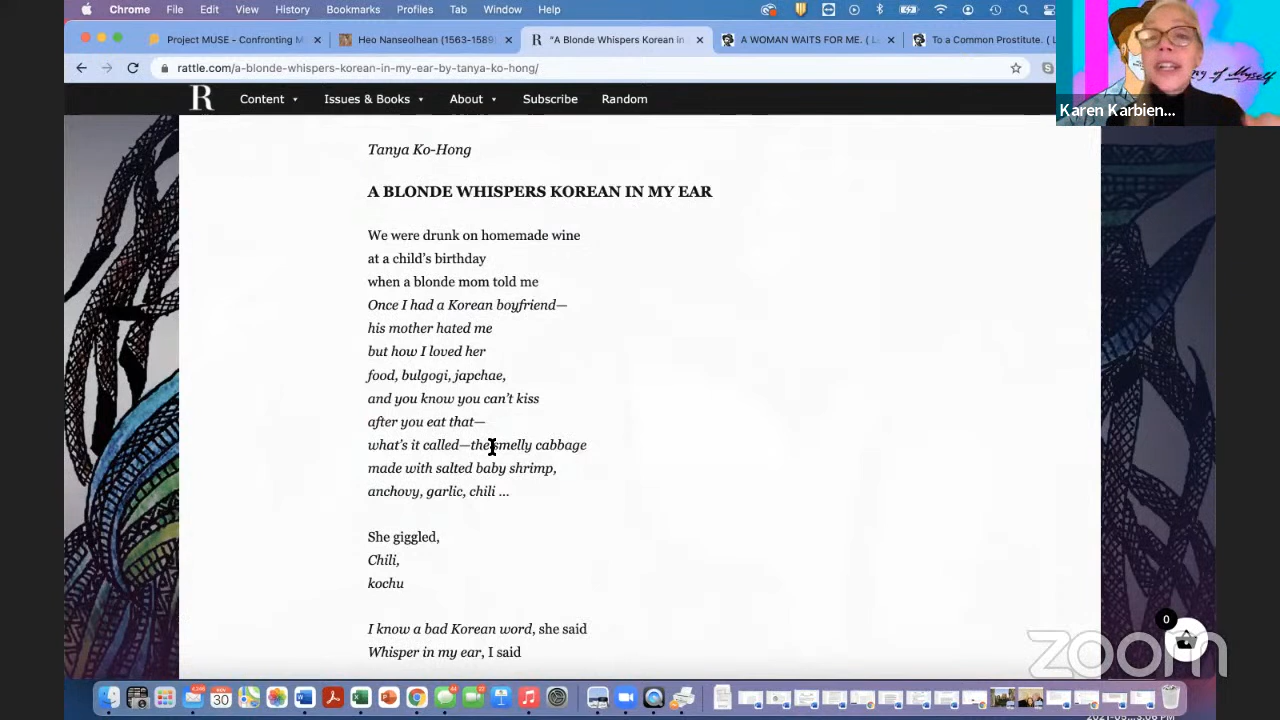 Chrome File Edit View History Bookmarks Profiles Tab Window Help
Project MUSE - Confronting M
Heo Nanseolhean (1563-1589
"A Blonde Whispers Korean in
A WOMAN WAITS FOR ME. ( L
To a Common Prostitute. ( L
rattle.com/a-blonde-whispers-korean-in-my-ear-by-tanya-ko-hong/
R Content Issues & Books About Subscribe Random
of Myself
Karen Karbien...
Tanya Ko-Hong
A BLONDE WHISPERS KOREAN IN MY EAR
We were drunk on homemade wine
at a child's birthday
when a blonde mom told me
Once I had a Korean boyfriend—
his mother hated me
but how I loved her
food, bulgogi, japchae,
and you know you can't kiss
after you eat that—
what's it called—the smelly cabbage
made with salted baby shrimp,
anchovy, garlic, chili ...
She giggled,
Chili,
kochu
I know a bad Korean word, she said
Whisper in my ear, I said
0
zoom